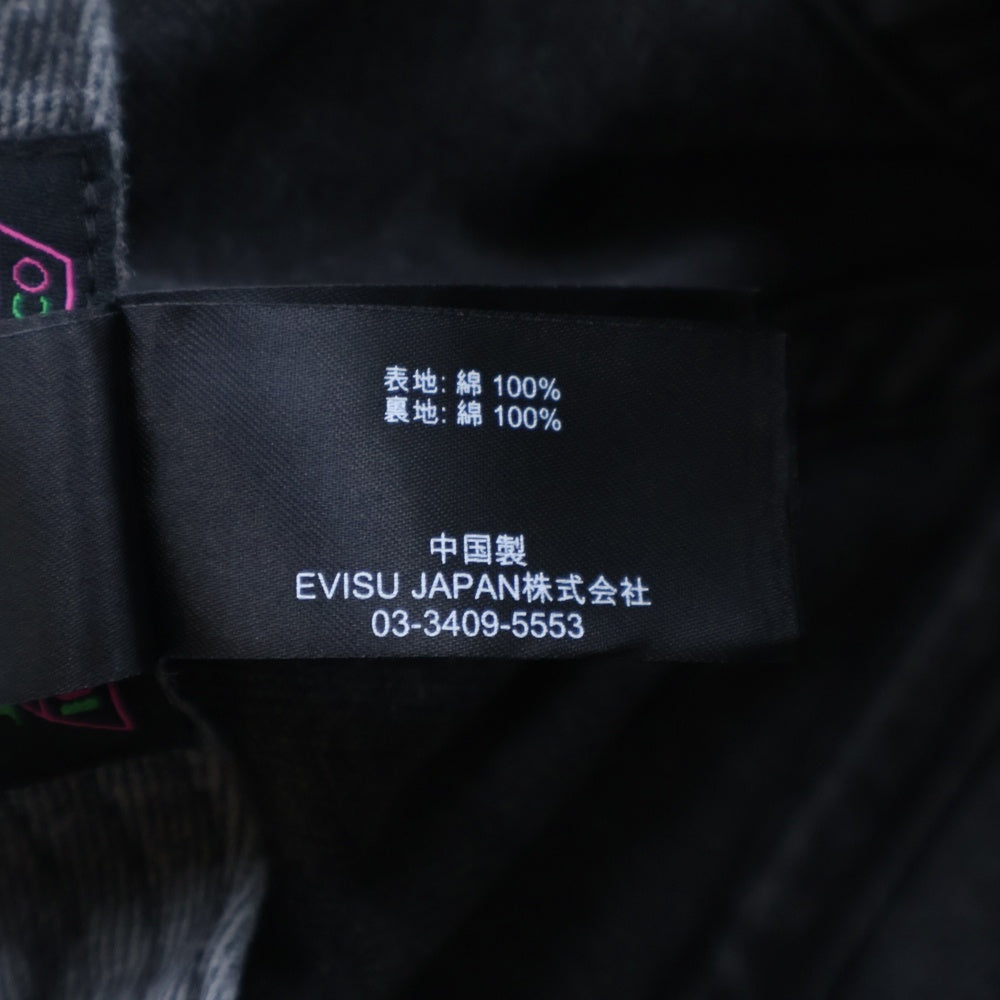 表地: 綿 100%
裏地: 綿 100%
中国製
EVISU JAPAN株式会社
03-3409-5553